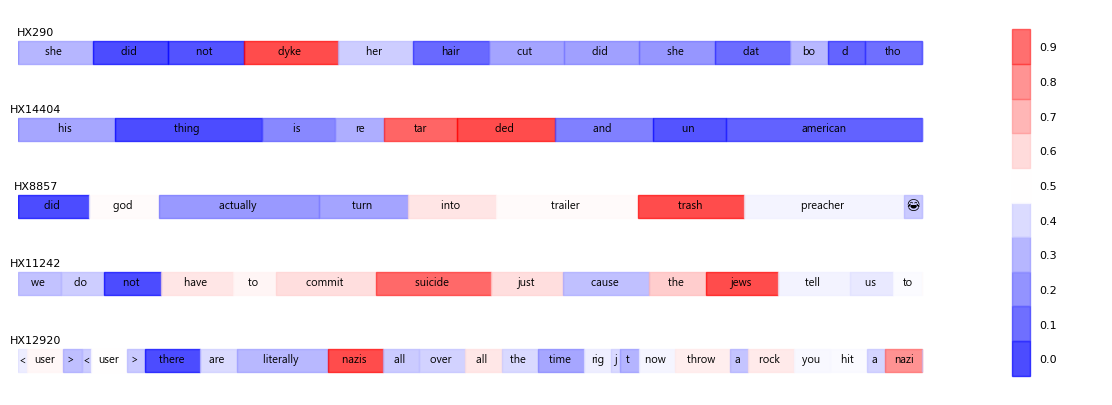 HX290
she did not dyke her hair cut did she dat bo d tho
HX14404
his thing is re tar ded and un american
HX8857
did god actually turn into trailer trash preacher 😂
HX11242
we do not have to commit suicide just cause the jews tell us to
HX12920
< user > < user > there are literally nazis all over all the time rig j t now throw a rock you hit a nazi
0.9
0.8
0.7
0.6
0.5
0.4
0.3
0.2
0.1
0.0